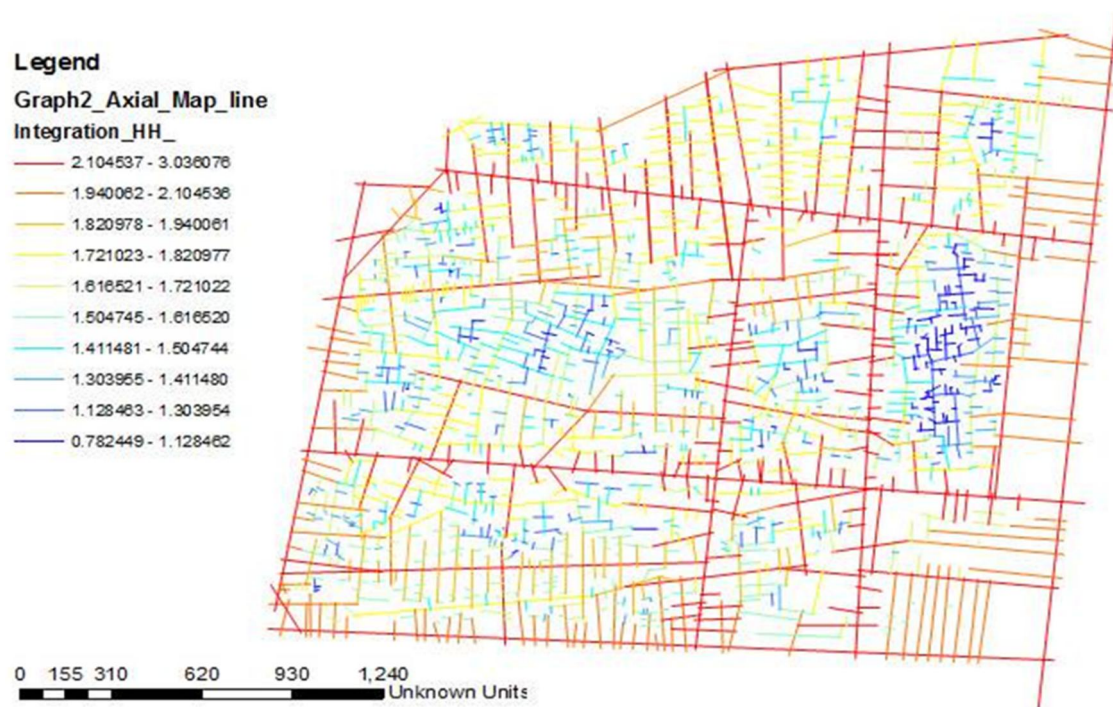 Legend
Graph2_Axial_Map_line
Integration_HH_
2.104537 - 3.036076
1.940062 - 2.104536
1.820978 - 1.940061
1.721023 - 1.820977
1.616521 - 1.721022
1.504745 - 1.616520
1.411481 - 1.504744
1.303955 - 1.411480
1.128463 - 1.303954
0.782449 - 1.128462
0 155 310 620 930 1,240
Unknown Units